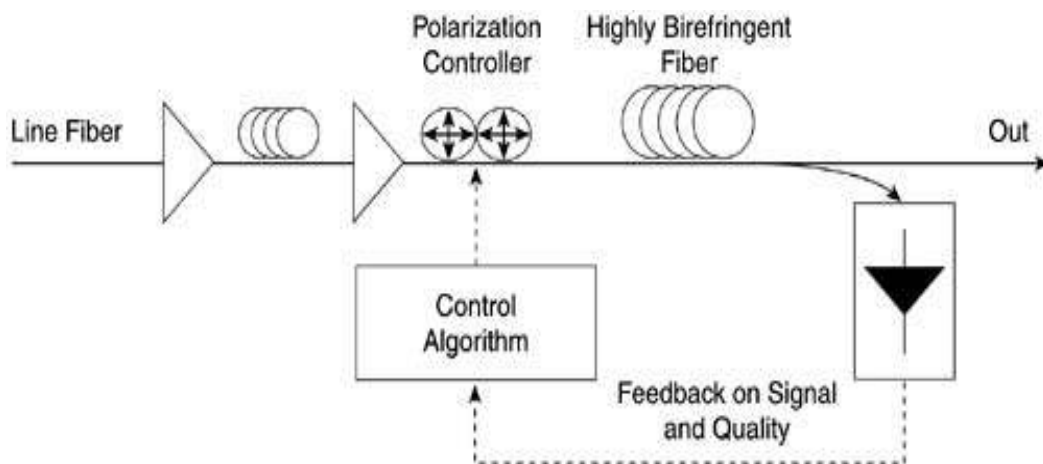 Polarization
Controller
Highly Birefringent
Fiber
Line Fiber
Out
Control
Algorithm
Feedback on Signal
and Quality